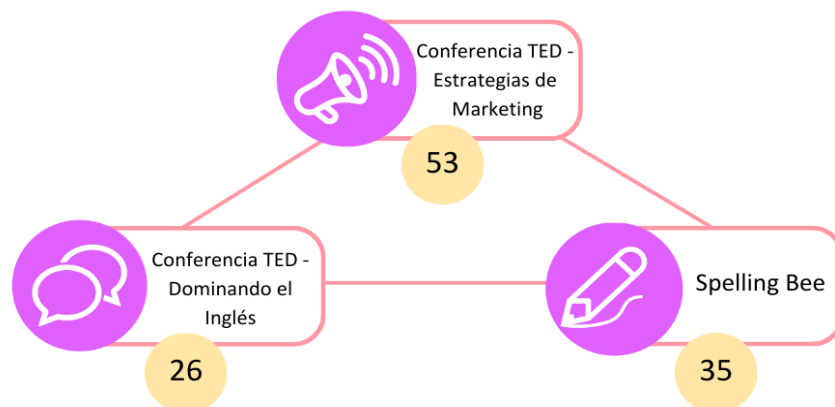 Conferencia TED -
Estrategias de
Marketing
53
Conferencia TED -
Dominando el
Inglés
26
Spelling Bee
35